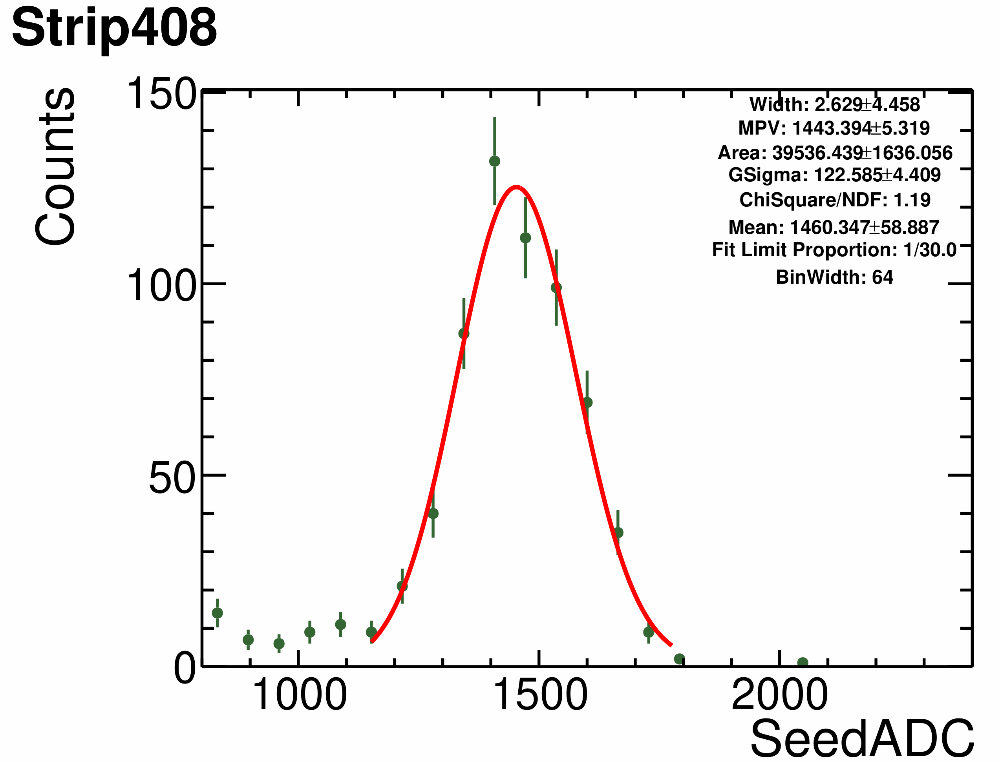 Strip408
Counts
150
100
50
0
Width: 2.629±4.458
MPV: 1443.394±5.319
Area: 39536.439±1636.056
GSigma: 122.585±4.409
ChiSquare/NDF: 1.19
Mean: 1460.347±58.887
Fit Limit Proportion: 1/30.0
BinWidth: 64
1000 1500 2000
SeedADC